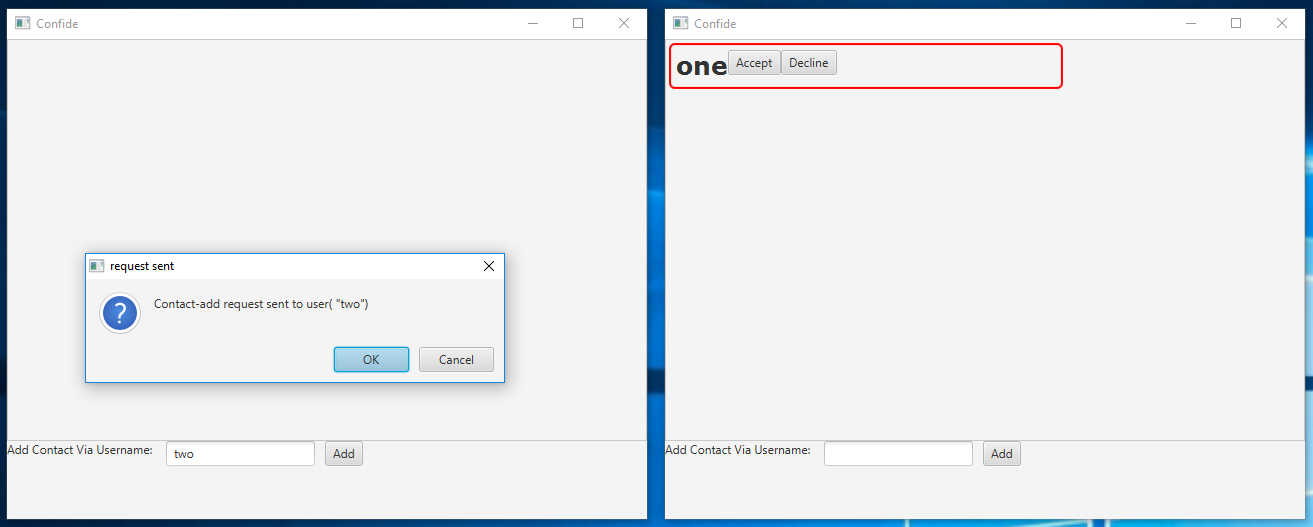 Confide
request sent
?
Contact-add request sent to user( "two")
OK Cancel
Add Contact Via Username: two Add
Confide
one Accept Decline
Add Contact Via Username: Add